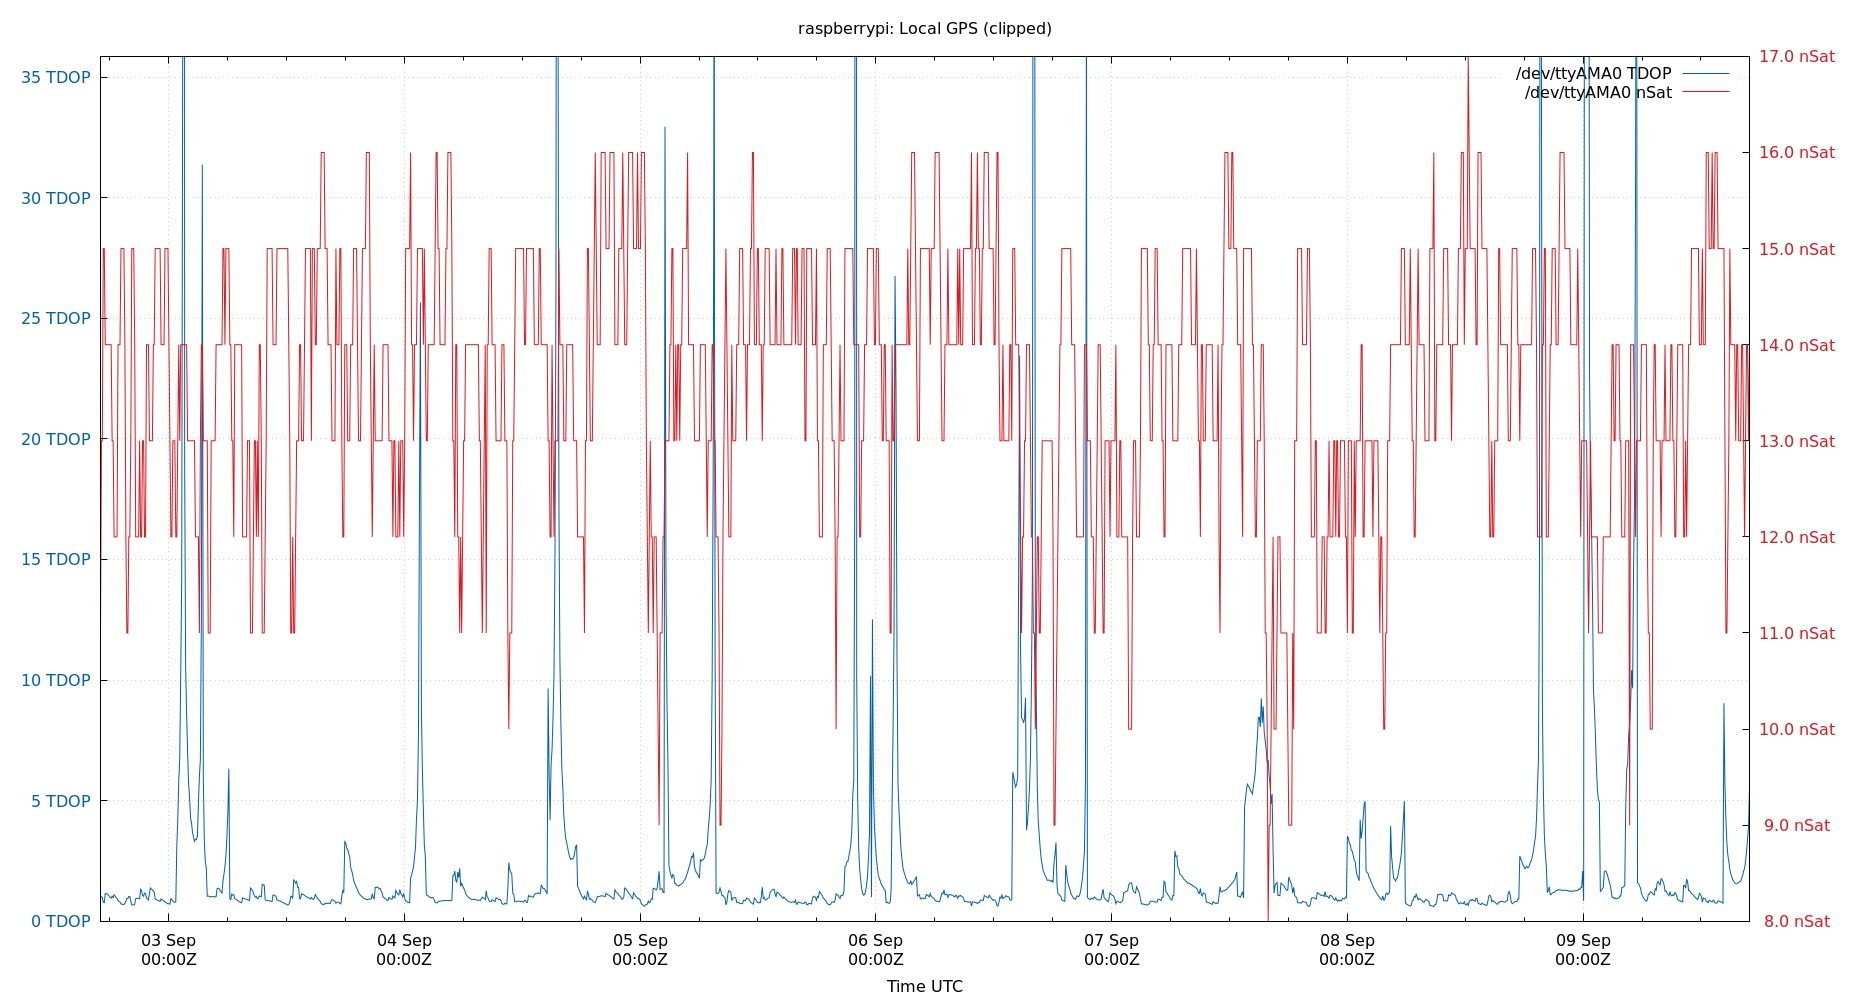 raspberrypi: Local GPS (clipped)
35 TDOP
30 TDOP
25 TDOP
20 TDOP
15 TDOP
10 TDOP
5 TDOP
0 TDOP
17.0 nSat
16.0 nSat
15.0 nSat
14.0 nSat
13.0 nSat
12.0 nSat
11.0 nSat
10.0 nSat
9.0 nSat
8.0 nSat
/dev/ttyAMA0 TDOP
/dev/ttyAMA0 nSat
03 Sep
00:00Z
04 Sep
00:00Z
05 Sep
00:00Z
06 Sep
00:00Z
07 Sep
00:00Z
08 Sep
00:00Z
09 Sep
00:00Z
Time UTC